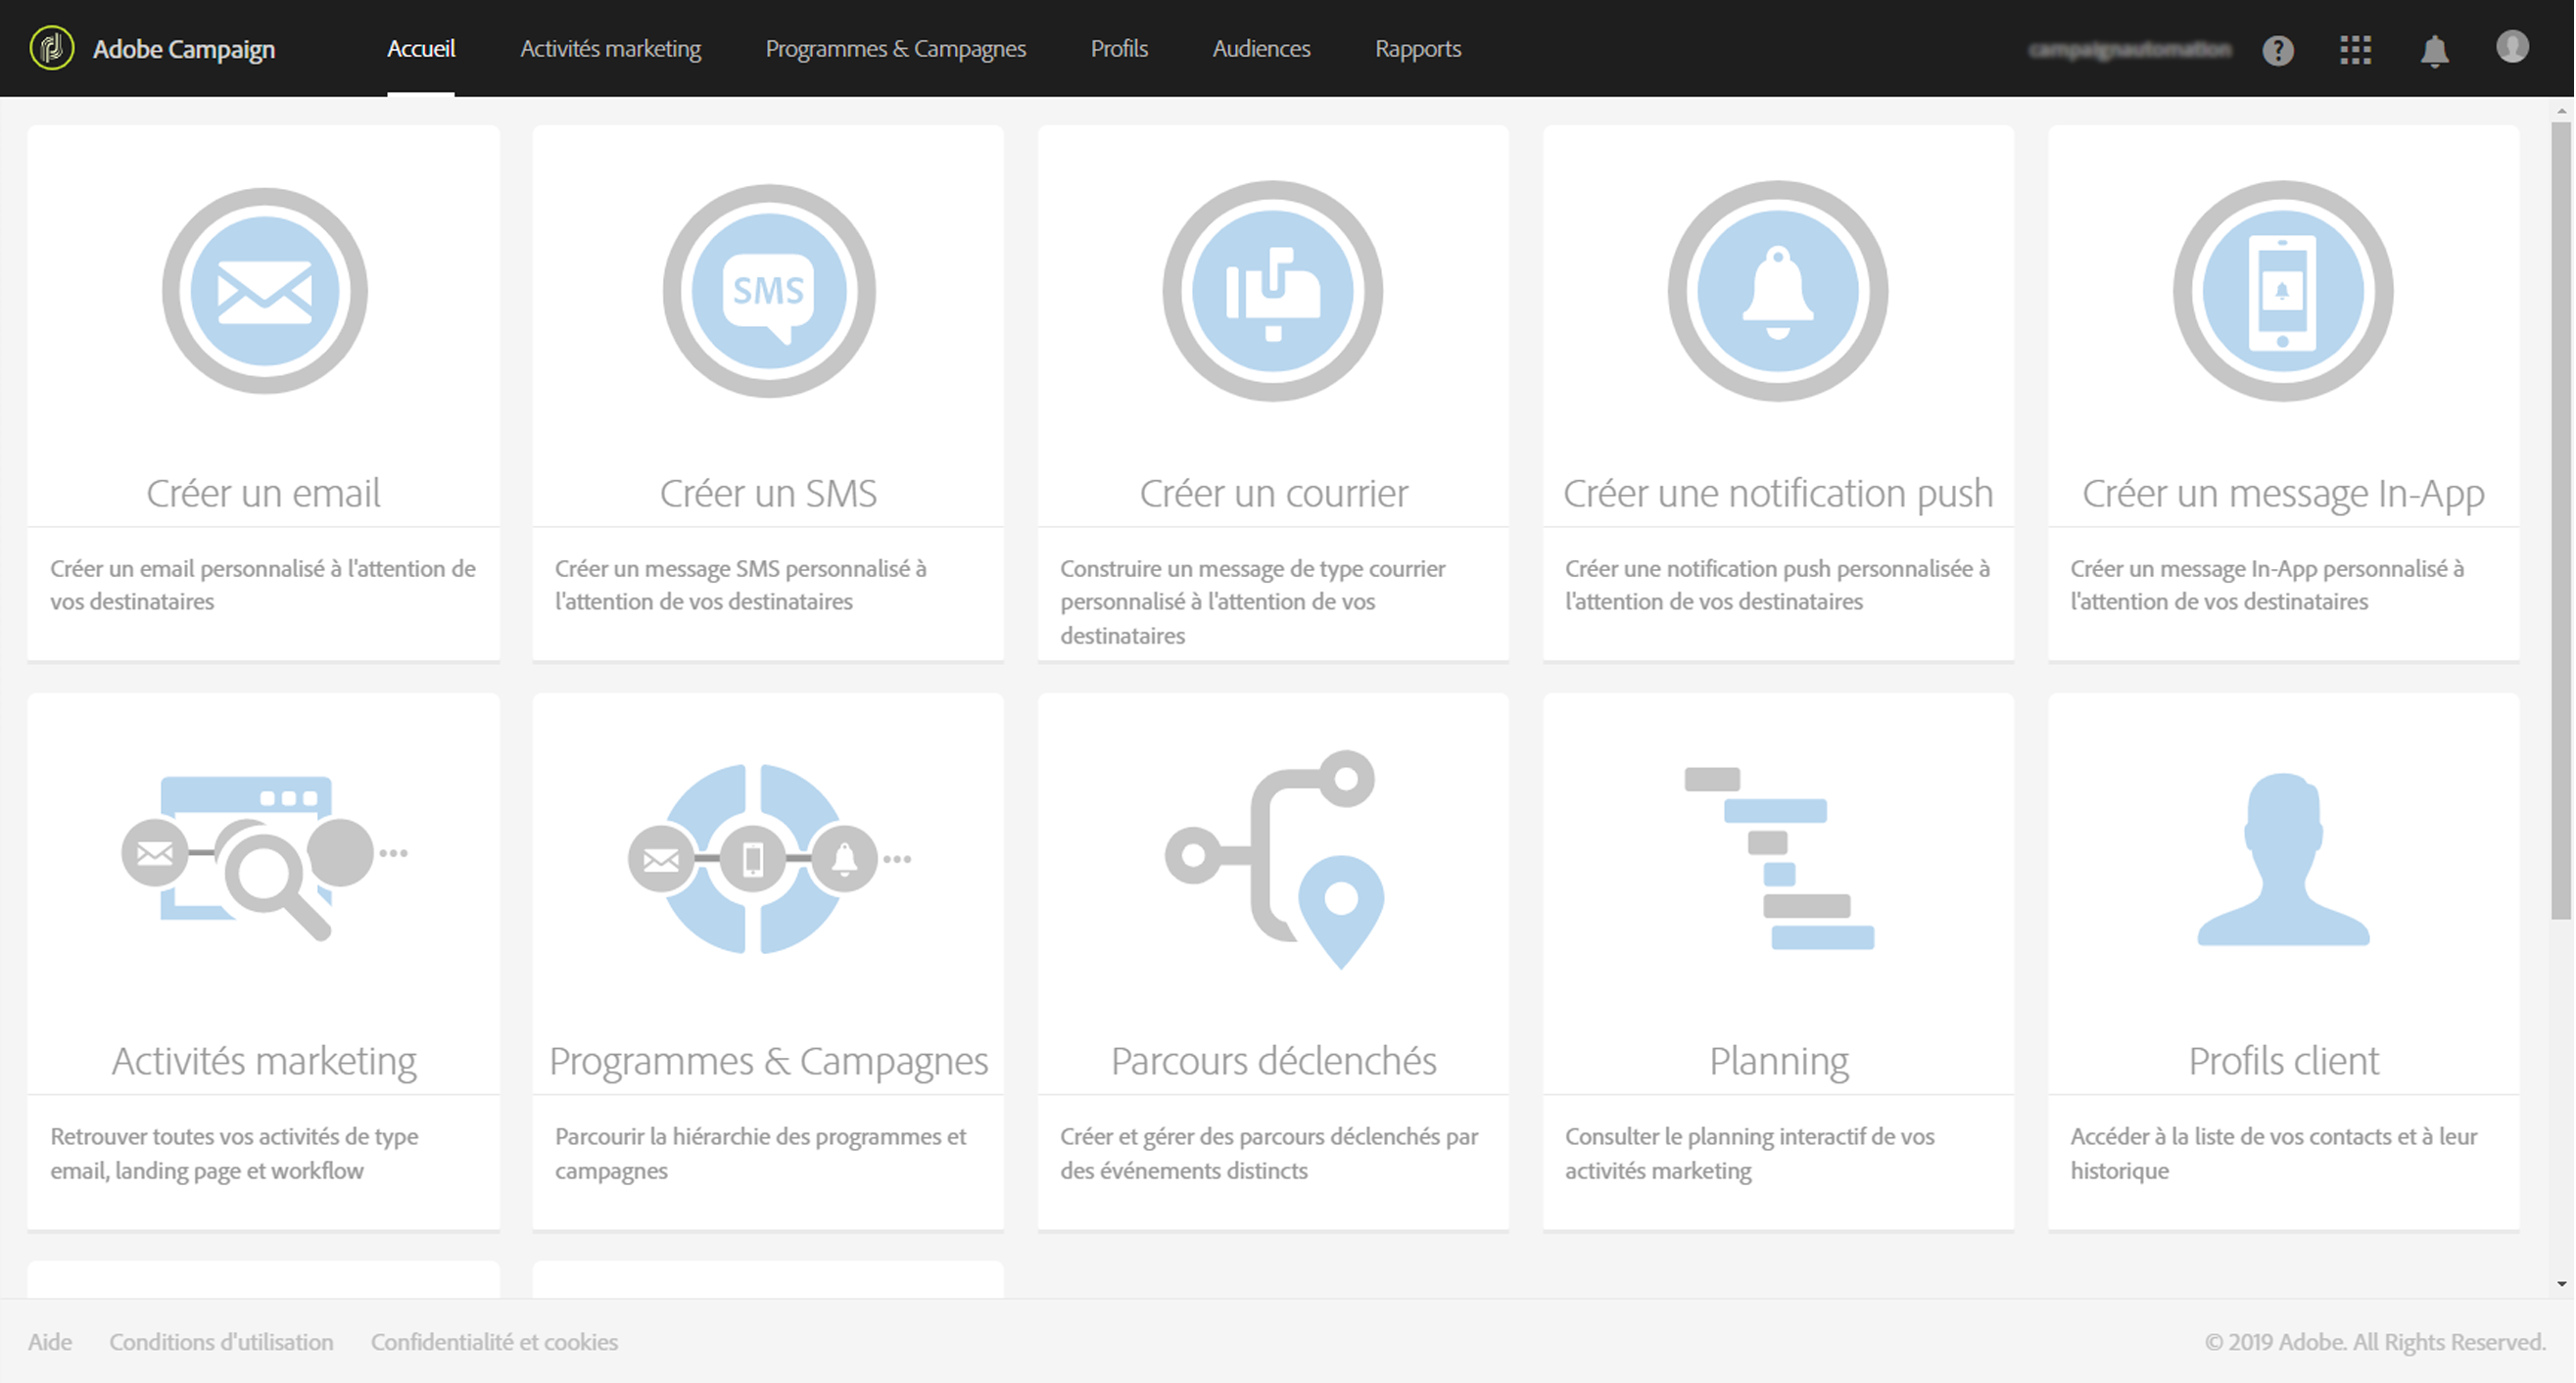 Adobe Campaign Accueil Activités marketing Programmes & Campagnes Profils Audiences Rapports campaignautomation
SMS
Créer un email
Créer un email personnalisé à l'attention de
vos destinataires
Créer un SMS
Créer un message SMS personnalisé à
l'attention de vos destinataires
Créer un courrier
Construire un message de type courrier
personnalisé à l'attention de vos
destinataires
Créer une notification push
Créer une notification push personnalisée à
l'attention de vos destinataires
Créer un message In-App
Créer un message In-App personnalisé à
l'attention de vos destinataires
Activités marketing
Retrouver toutes vos activités de type
email, landing page et workflow
Programmes & Campagnes
Parcourir la hiérarchie des programmes et
campagnes
Parcours déclenchés
Créer et gérer des parcours déclenchés par
des événements distincts
Planning
Consulter le planning interactif de vos
activités marketing
Profils client
Accéder à la liste de vos contacts et à leur
historique
Aide Conditions d'utilisation Confidentialité et cookies © 2019 Adobe. All Rights Reserved.